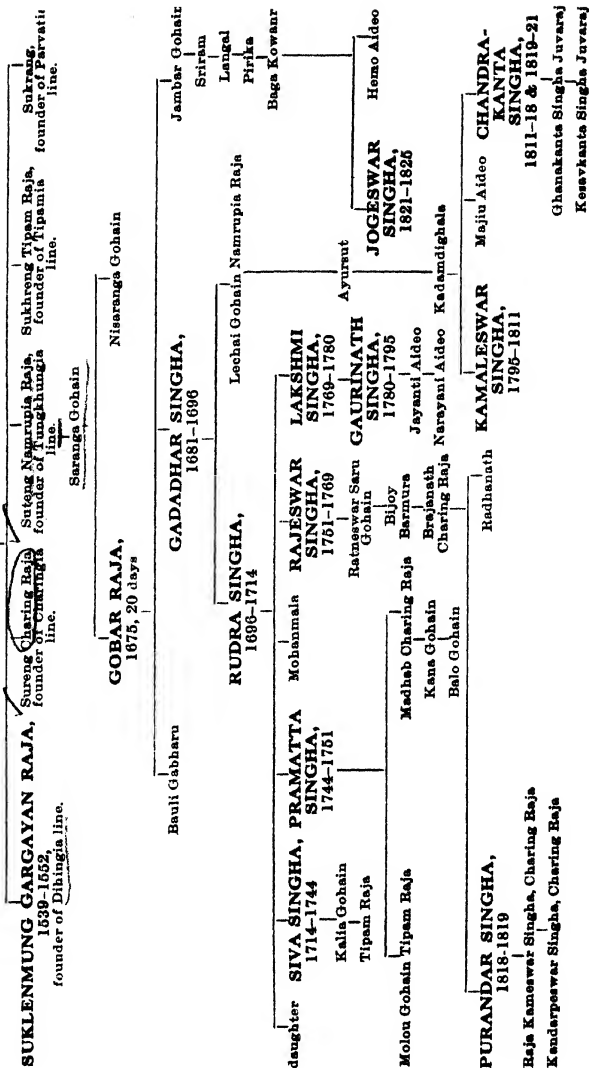 SUKLENMUNG GARGAYAN RAJA,
1539-1552,
founder of Dihingia line.
Sureng Charing Raja
founder of Charingia
line.
Suteng Namrupia Raja,
founder of Tungkhungia
line.
Sukhreng Tipam Raja,
founder of Tipamia
line.
Sukrang,
founder of Parvatia
line.
Saranga Gohain
GOBAR RAJA,
1675, 20 days
Nisaranga Gohain
Bauli Gabharu
GADADHAR SINGHA,
1681-1696
Jambar Gohain
Sriram
Langal
Pirika
Baga Kowanr
RUDRA SINGHA,
1696-1714
Lechai Gohain Namrupia Raja
JOGESWAR
SINGHA,
1821-1825
Hemo Aideo
daughter
SIVA SINGHA,
1714-1744
Kalia Gohain
Tipam Raja
PRAMATTA
SINGHA,
1744-1751
Mohanmala
RAJESWAR
SINGHA,
1751-1769
Ratneswar Saru
Gohain
Bijoy
Barmura
Brajanath
Charing Raja
LAKSHMI
SINGHA,
1769-1780
GAURINATH
SINGHA,
1780-1795
Jayanti Aideo
Narayani Aideo
Ayursut
Kadamdighala
Molou Gohain Tipam Raja
Madhab Charing Raja
Kana Gohain
Balo Gohain
PURANDAR SINGHA,
1818-1819
Raja Kameswar Singha, Charing Raja
Kandarpeswar Singha, Charing Raja
Radhanath
KAMALESWAR
SINGHA,
1795-1811
Majiu Aideo
CHANDRA-
KANTA
SINGHA,
1811-18 & 1819-21
Ghanakanta Singha Juvaraj
Kesavkanta Singha Juvaraj